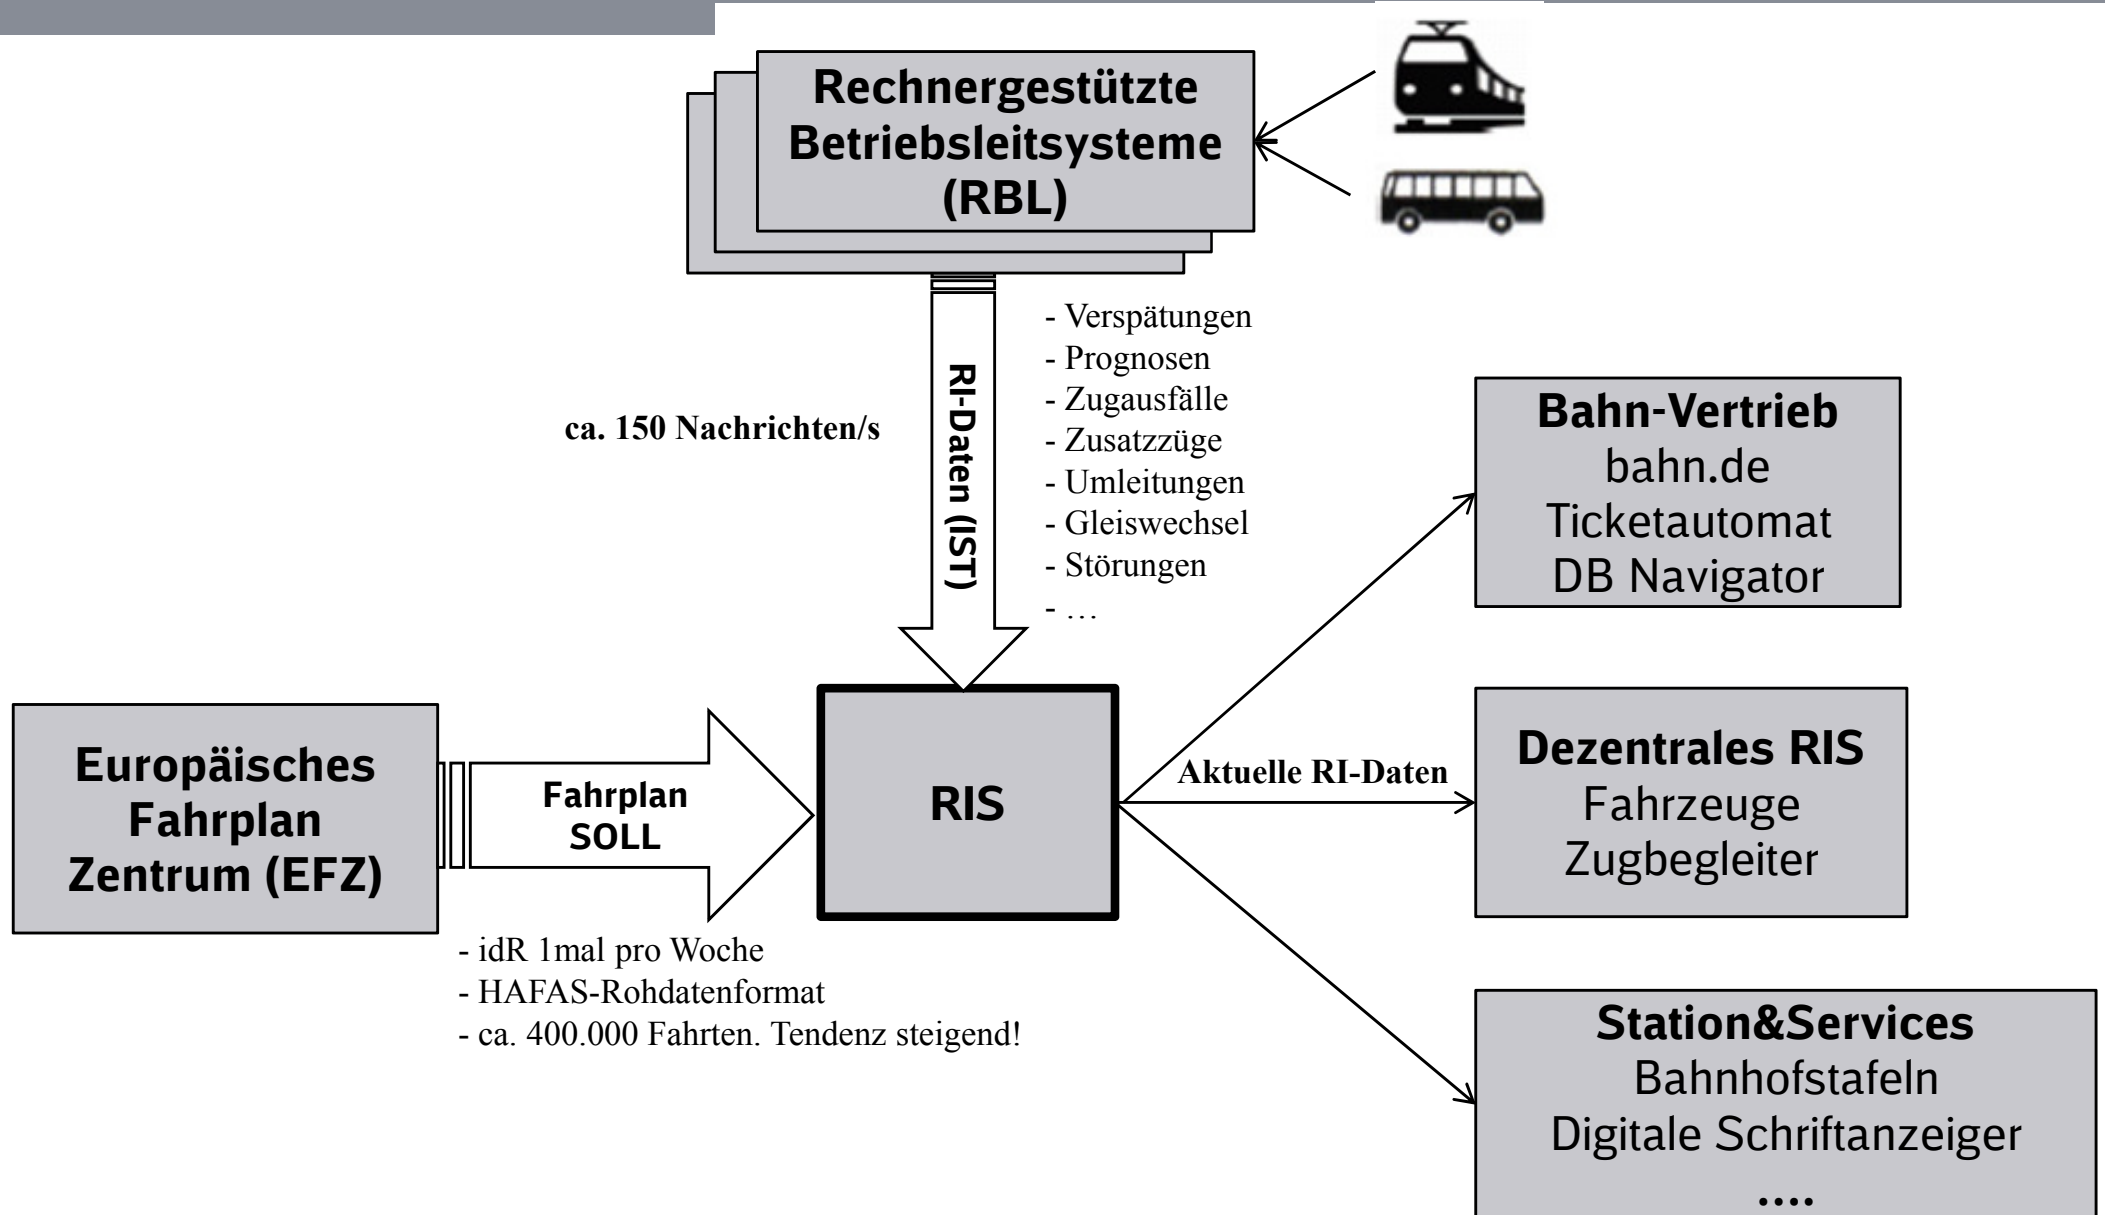 Rechnergestützte
Betriebsleitsysteme
(RBL)
- Verspätungen
- Prognosen
- Zugausfälle
- Zusatzzüge
- Umleitungen
- Gleiswechsel
- Störungen
- …
ca. 150 Nachrichten/s
RI-Daten (IST)
Bahn-Vertrieb
bahn.de
Ticketautomat
DB Navigator
Europäisches
Fahrplan
Zentrum (EFZ)
Fahrplan
SOLL
RIS
Aktuelle RI-Daten
Dezentrales RIS
Fahrzeuge
Zugbegleiter
- idR 1mal pro Woche
- HAFAS-Rohdatenformat
- ca. 400.000 Fahrten. Tendenz steigend!
Station&Services
Bahnhofstafeln
Digitale Schriftanzeiger
....